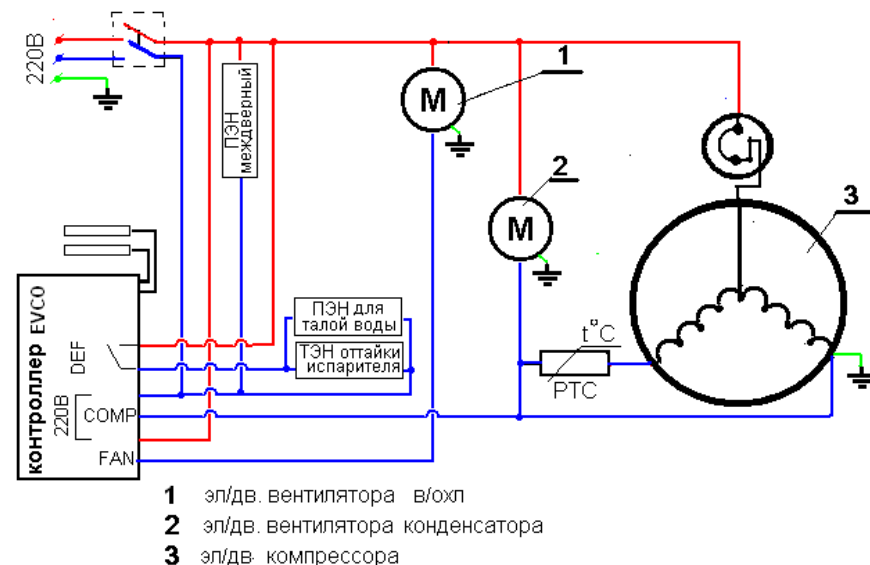 220В
ПЭН
междверный
1
2
3
М
М
контроллер EVCO
DEF
220В
COMP
FAN
ПЭН для
талой воды
ТЭН оттайки
испарителя
t°C
РТС
1 эл/дв. вентилятора в/охл
2 эл/дв. вентилятора конденсатора
3 эл/дв. компрессора